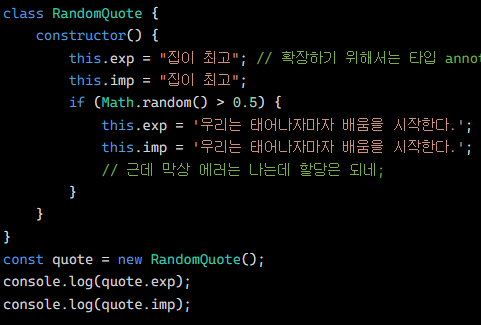 class RandomQuote {
constructor() {
this.exp = "집이 최고"; // 확장하기 위해서는 타입 annot
this.imp = "집이 최고";
if (Math.random() > 0.5) {
this.exp = '우리는 태어나자마자 배움을 시작한다.';
this.imp = '우리는 태어나자마자 배움을 시작한다.';
// 근데 막상 에러는 나는데 할당은 되네;
}
}
}
const quote = new RandomQuote();
console.log(quote.exp);
console.log(quote.imp);